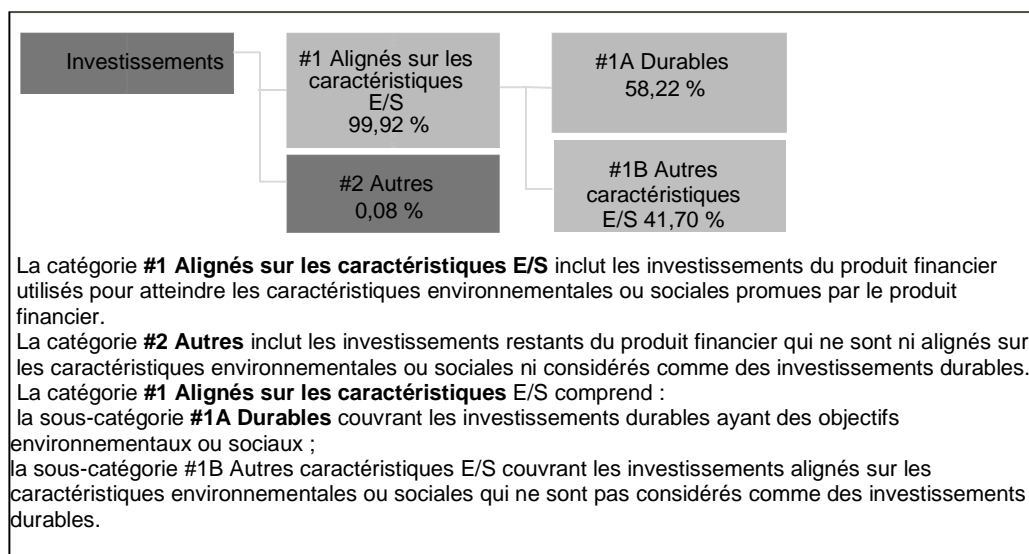 Investissements
#1 Alignés sur les
caractéristiques
E/S
99,92 %
#2 Autres
0,08 %
#1A Durables
58,22 %
#1B Autres
caractéristiques
E/S 41,70 %
La catégorie #1 Alignés sur les caractéristiques E/S inclut les investissements du produit financier
utilisés pour atteindre les caractéristiques environnementales ou sociales promues par le produit
financier.
La catégorie #2 Autres inclut les investissements restants du produit financier qui ne sont ni alignés sur
les caractéristiques environnementales ou sociales ni considérés comme des investissements durables.
La catégorie #1 Alignés sur les caractéristiques E/S comprend :
la sous-catégorie #1A Durables couvrant les investissements durables ayant des objectifs
environnementaux ou sociaux ;
la sous-catégorie #1B Autres caractéristiques E/S couvrant les investissements alignés sur les
caractéristiques environnementales ou sociales qui ne sont pas considérés comme des investissements
durables.